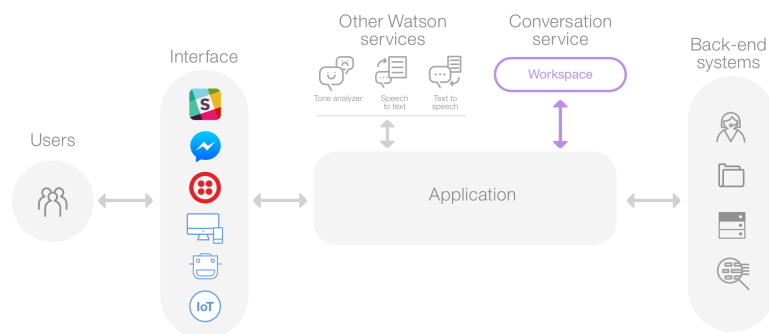 Users
Interface
S
IoT
Other Watson
services
Tone analyzer
Speech
to text
Text to
speech
Conversation
service
Workspace
Application
Back-end
systems